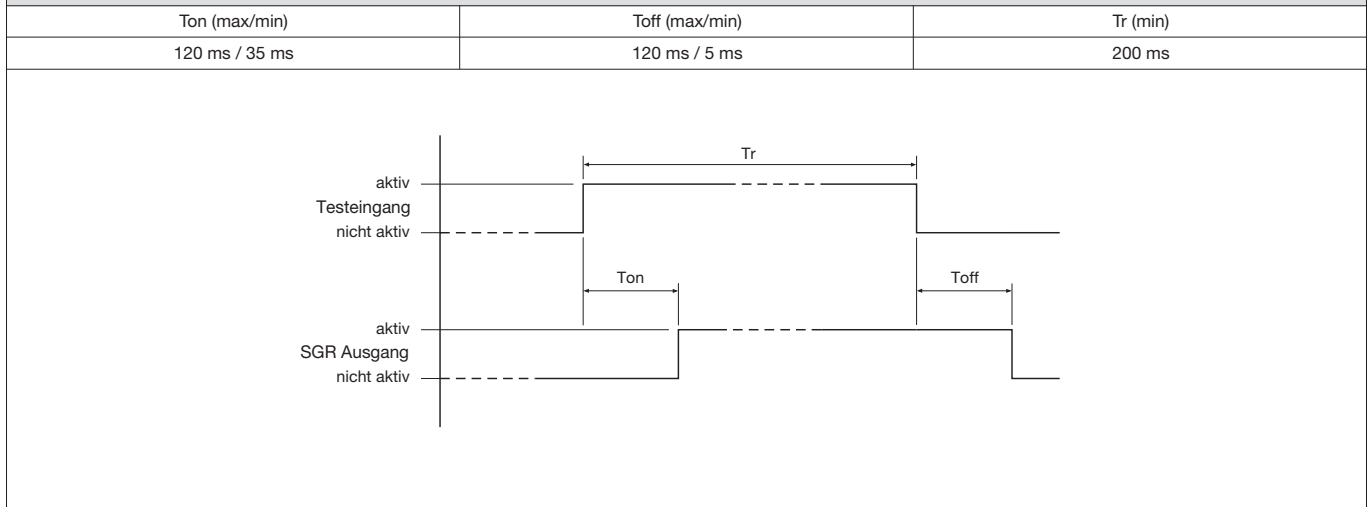 Ton (max/min) Toff (max/min) Tr (min)
120 ms / 35 ms 120 ms / 5 ms 200 ms
Tr
aktiv
Testeingang
nicht aktiv
Ton Toff
aktiv
SGR Ausgang
nicht aktiv